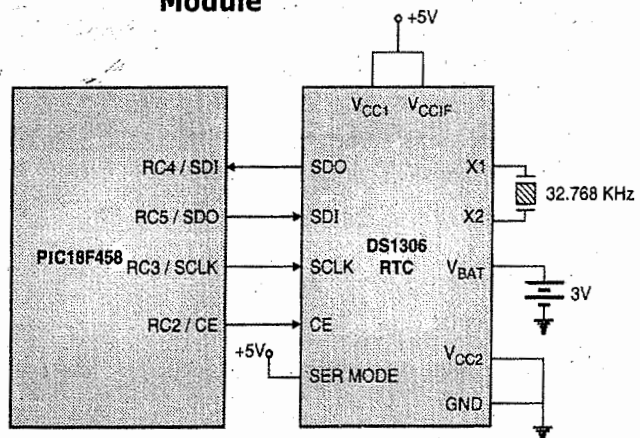 Module
+5V
VCC1 VCCIF
RC4 / SDI
SDO
X1
32.768 KHz
RC5 / SDO
SDI
X2
PIC18F458
DS1306
RTC
RC3 / SCLK
SCLK
VBAT
3V
RC2 / CE
CE
+5V
SER MODE
VCC2
GND